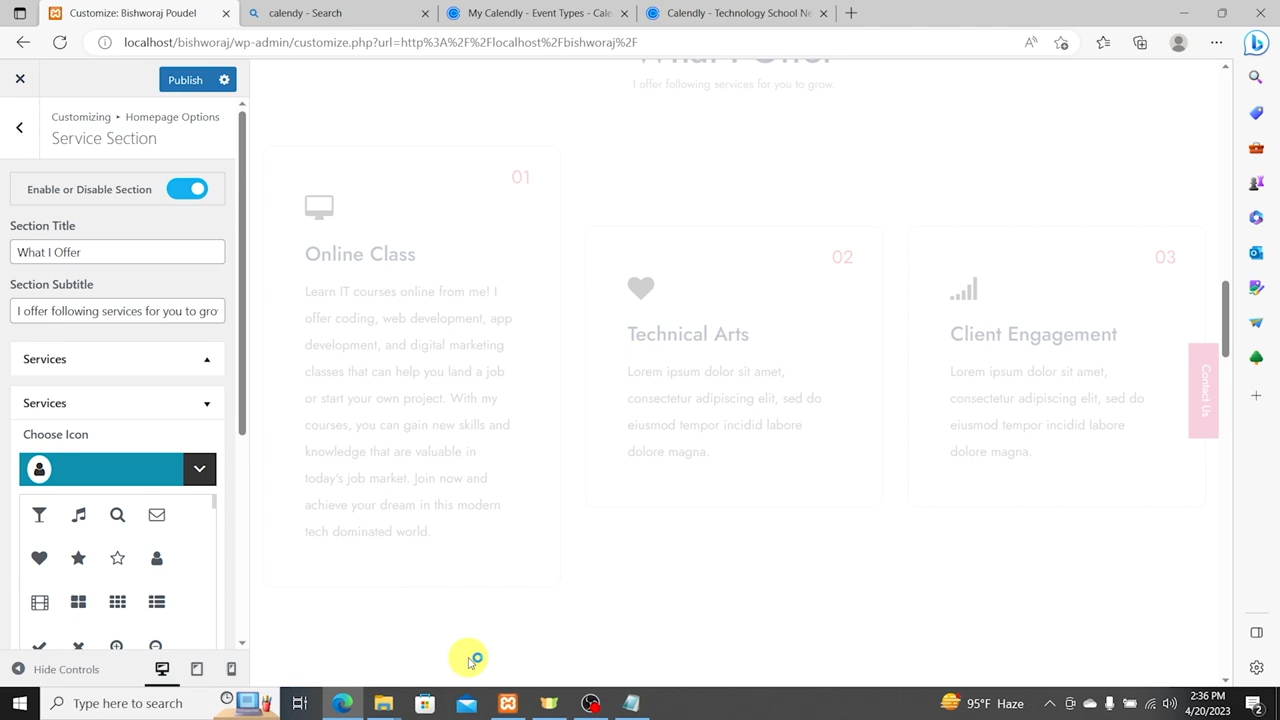 Customize: Bishworaj Poudel
calendy - Search
My Calendly - Event Types - Cale
Calendly - Technology School Ne
localhost/bishworaj/wp-admin/customize.php?url=http%3A%2F%2Flocalhost%2Fbishworaj%2F
Publish
Customizing • Homepage Options
Service Section
Enable or Disable Section
Section Title
What I Offer
Section Subtitle
I offer following services for you to gro
Services
Services
Choose Icon
Hide Controls
What I Offer
I offer following services for you to grow.
01
Online Class
Learn IT courses online from me! I
offer coding, web development, app
development, and digital marketing
classes that can help you land a job
or start your own project. With my
courses, you can gain new skills and
knowledge that are valuable in
today's job market. Join now and
achieve your dream in this modern
tech dominated world.
02
Technical Arts
Lorem ipsum dolor sit amet,
consectetur adipiscing elit, sed do
eiusmod tempor incidid labore
dolore magna.
03
Client Engagement
Lorem ipsum dolor sit amet,
consectetur adipiscing elit, sed do
eiusmod tempor incidid labore
dolore magna.
Contact Us
Type here to search
95°F Haze
2:36 PM
4/20/2023
2